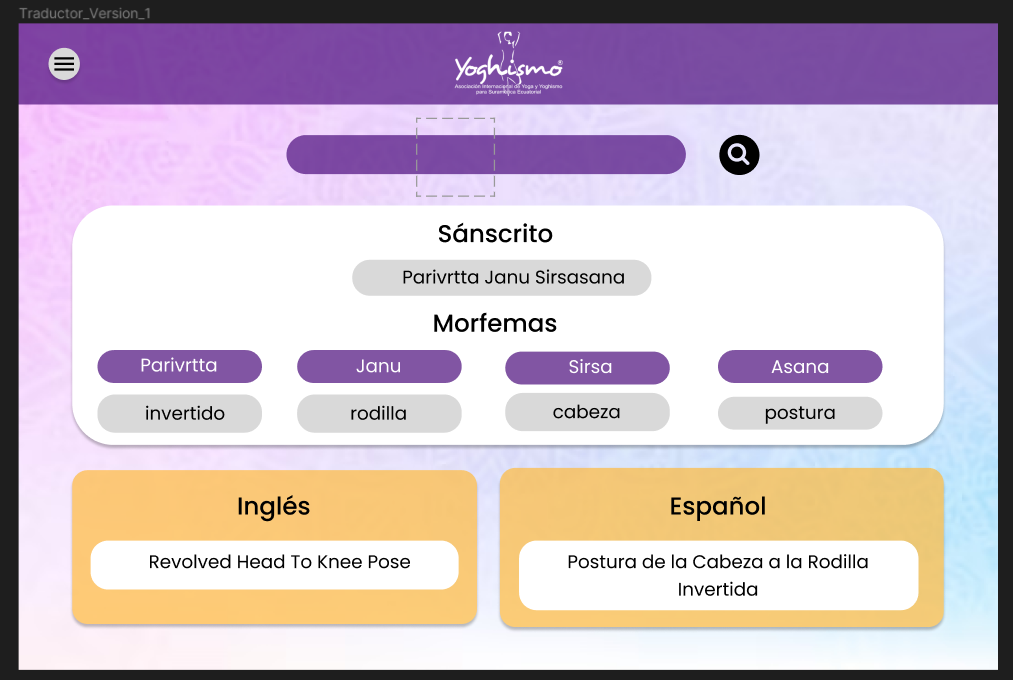 Traductor_Version_1
Yoghismo®
Asociación Internacional de Yoga y Yoghismo
para Suramérica Ecuatorial
Sánscrito
Parivrtta Janu Sirsasana
Morfemas
Parivrtta Janu Sirsa Asana
invertido rodilla cabeza postura
Inglés Español
Revolved Head To Knee Pose
Postura de la Cabeza a la Rodilla
Invertida